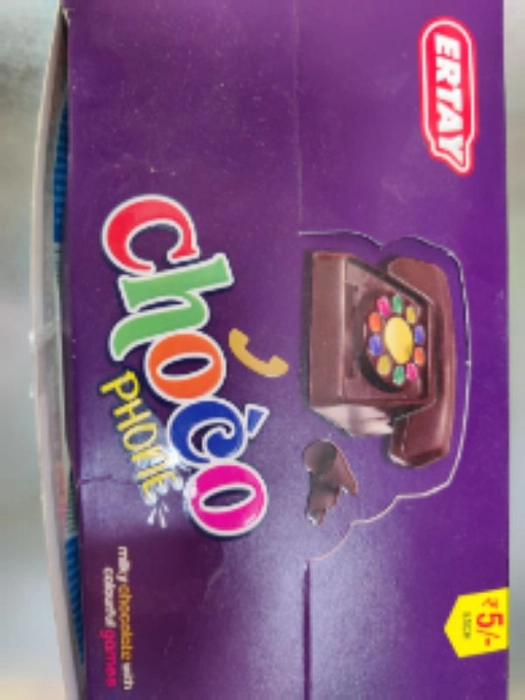 ERTAY
choco
PHONE
milky chocolate with
colourful games
₹5/-
EACH